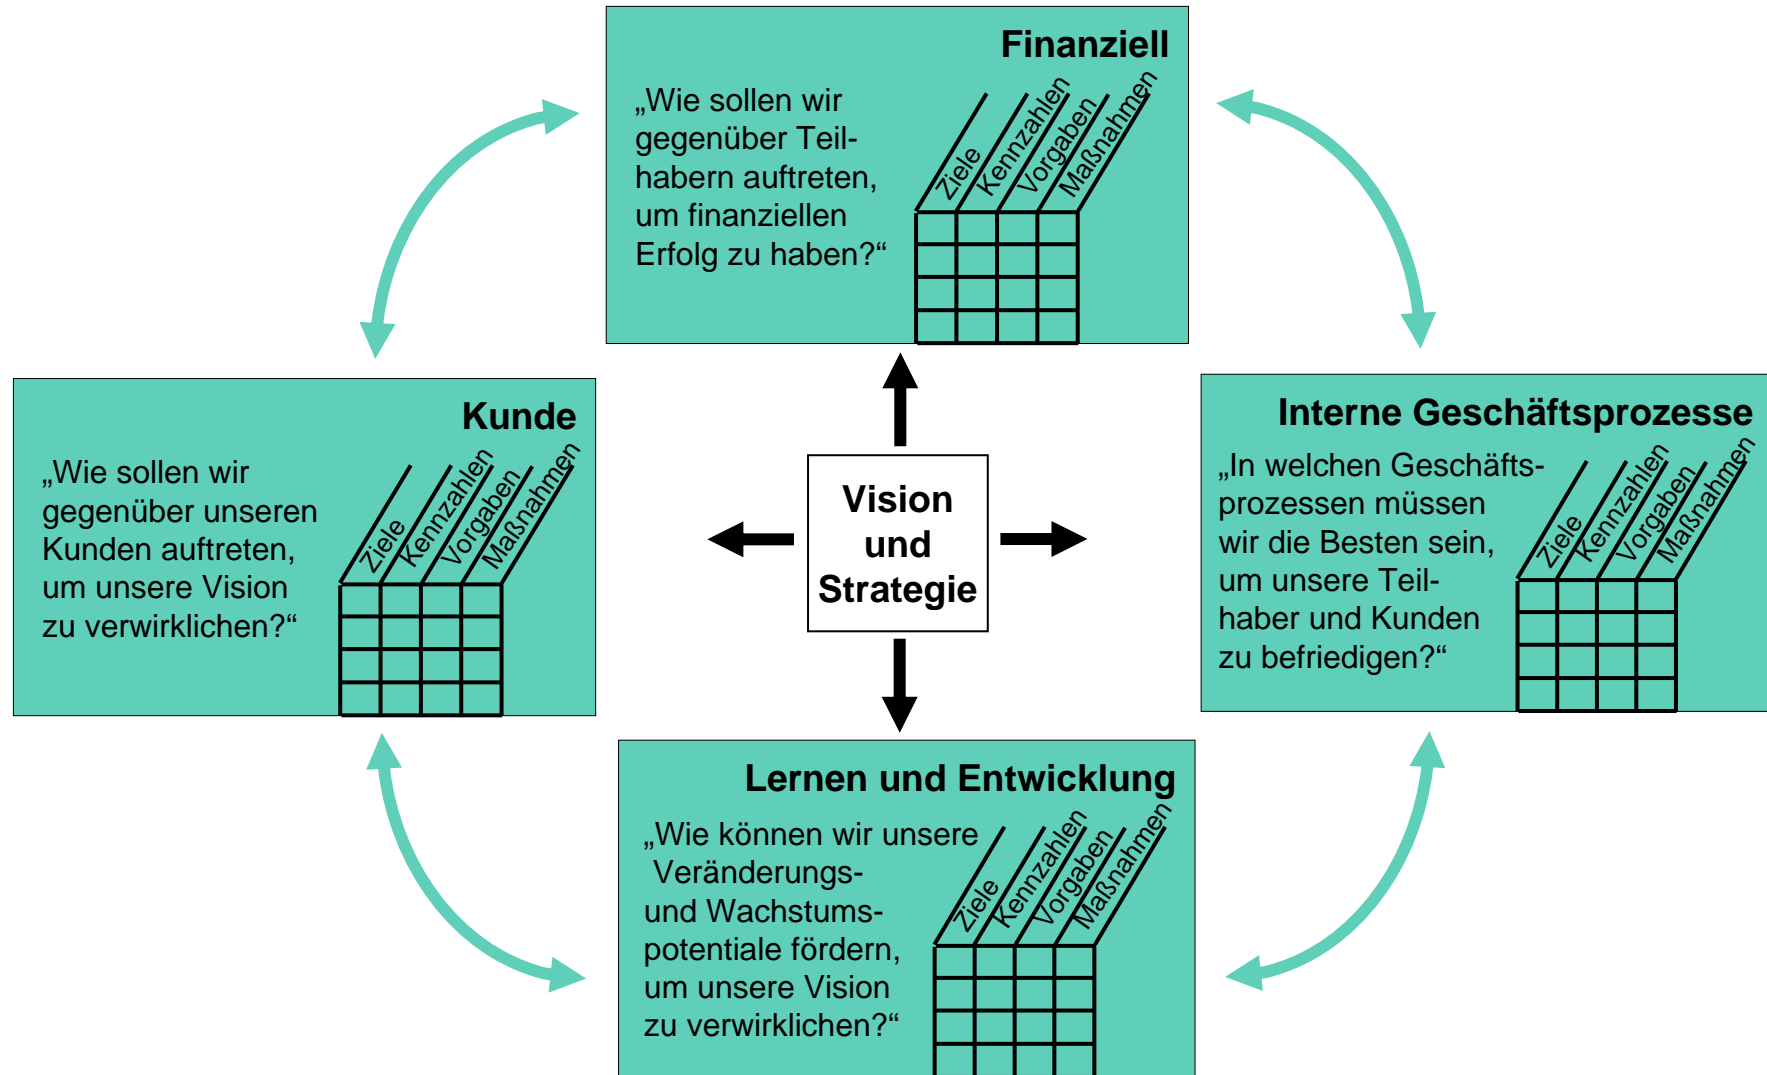 Finanziell
„Wie sollen wir
gegenüber Teil-
habern auftreten,
um finanziellen
Erfolg zu haben?“
Ziele
Kennzahlen
Vorgaben
Maßnahmen
Kunde
„Wie sollen wir
gegenüber unseren
Kunden auftreten,
um unsere Vision
zu verwirklichen?“
Ziele
Kennzahlen
Vorgaben
Maßnahmen
Vision
und
Strategie
Interne Geschäftsprozesse
„In welchen Geschäfts-
prozessen müssen
wir die Besten sein,
um unsere Teil-
haber und Kunden
zu befriedigen?“
Ziele
Kennzahlen
Vorgaben
Maßnahmen
Lernen und Entwicklung
„Wie können wir unsere
Veränderungs-
und Wachstums-
potentiale fördern,
um unsere Vision
zu verwirklichen?“
Ziele
Kennzahlen
Vorgaben
Maßnahmen